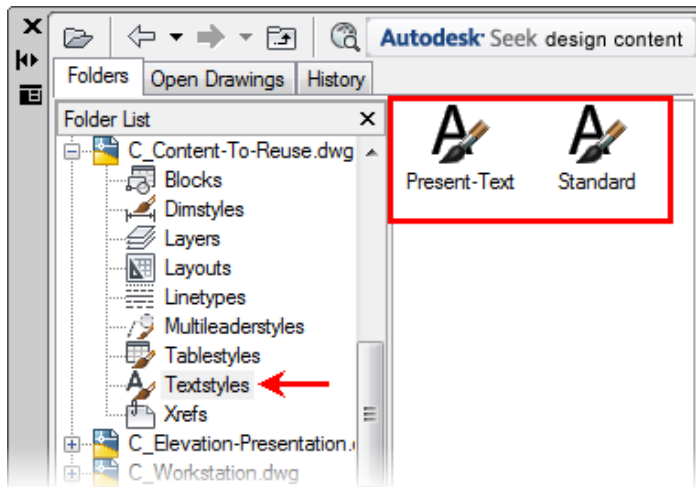 Autodesk® Seek design content
Folders Open Drawings History
Folder List
C_Content-To-Reuse.dwg
Blocks
Dimstyles
Layers
Layouts
Linetypes
Multileaderstyles
Tablestyles
Textstyles
Xrefs
C_Elevation-Presentation.
C_Workstation.dwg
Present-Text Standard